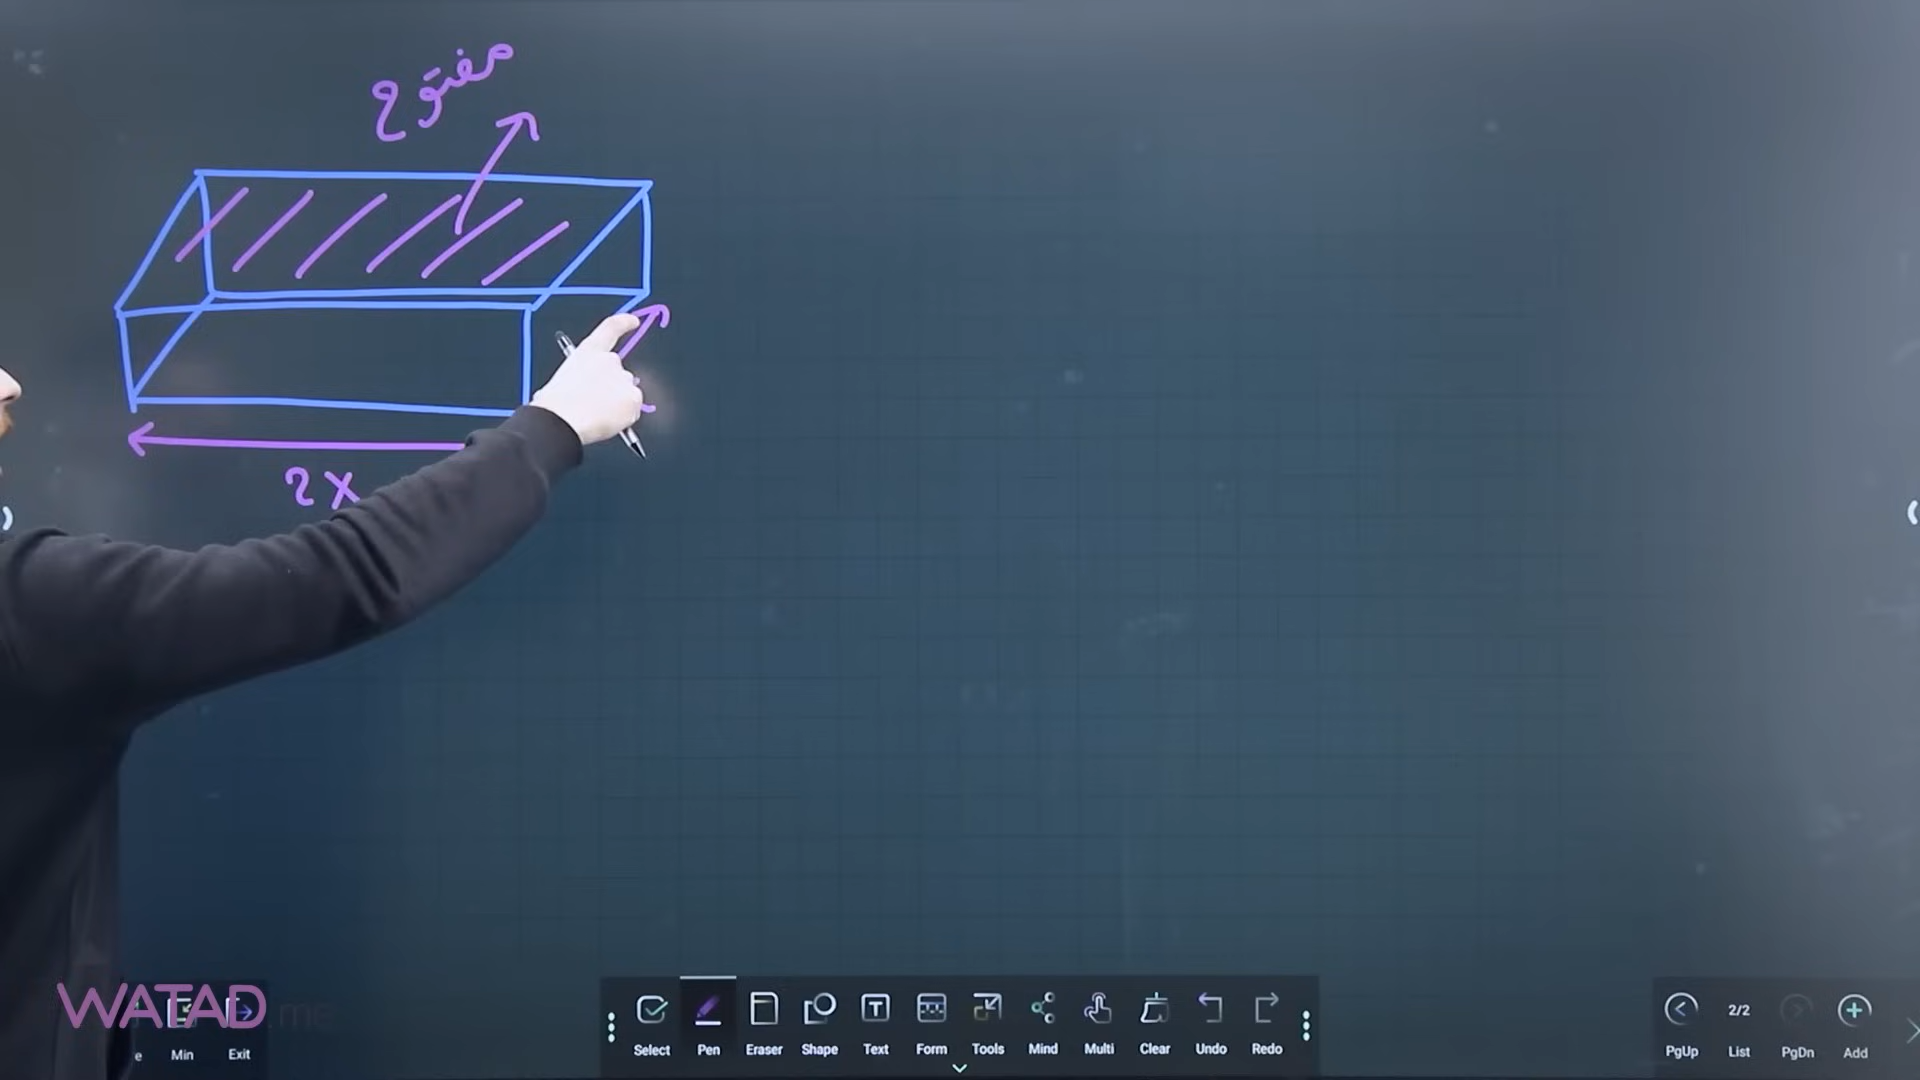 مفتوح
2x
WATAD.me
e Min Exit
Select Pen Eraser Shape Text Form Tools Mind Multi Clear Undo Redo
2/2
PgUp List PgDn Add